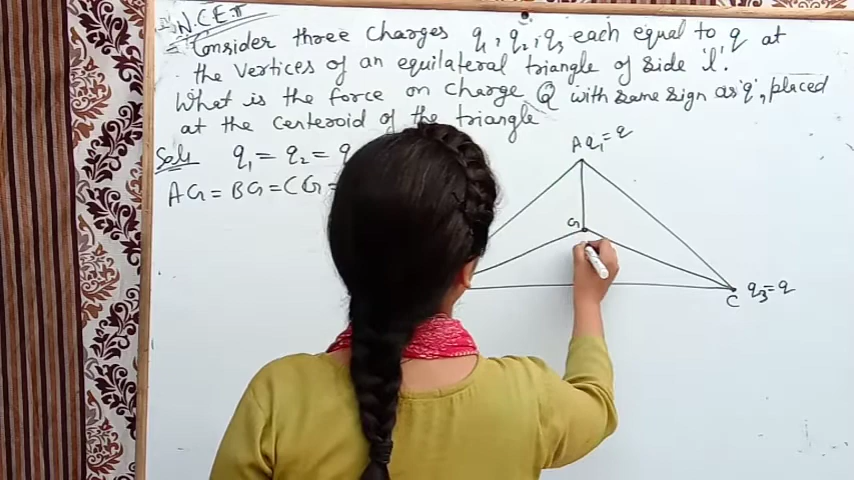 N.C.E.T
Consider three Charges q1, q2, q3 each equal to q at
the vertices of an equilateral triangle of side 'l'.
What is the force on charge Q with same sign as 'q', placed
at the centeroid of the triangle
Sol:
q1 = q2 = q
AG = BG = CG =
A q1 = q
G
C q3 = q